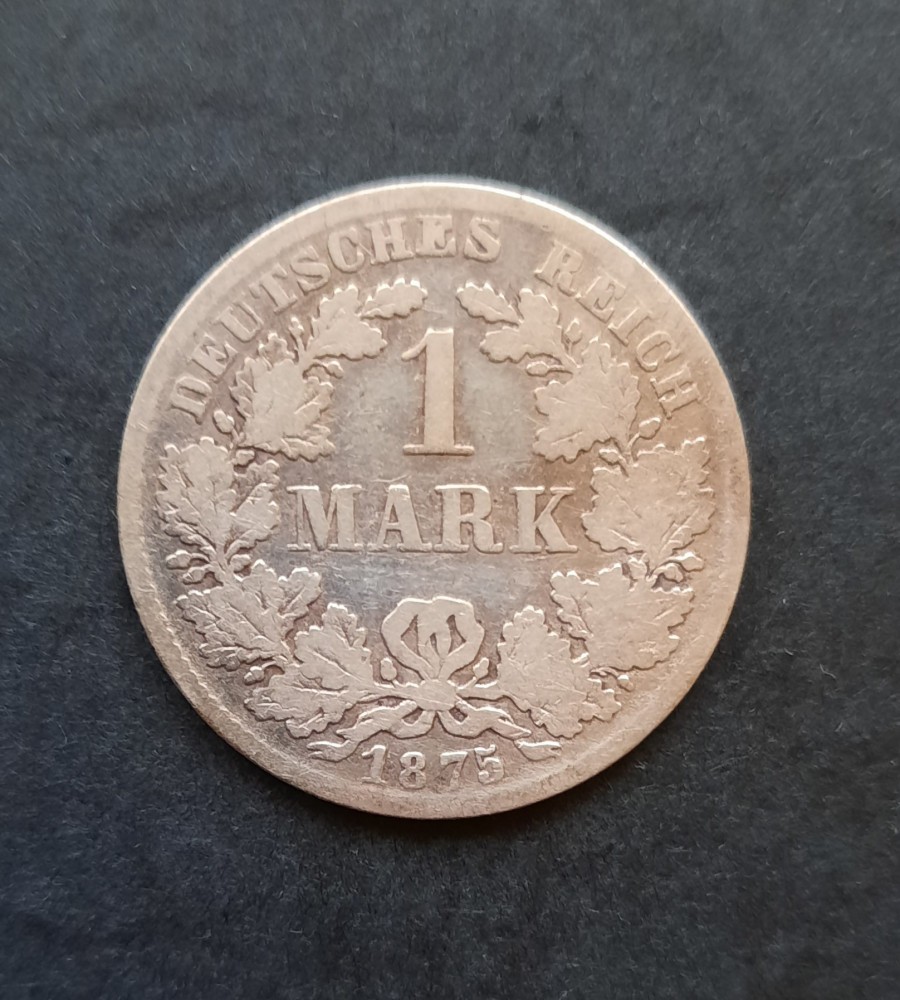 DEUTSCHES REICH
1
MARK
1875